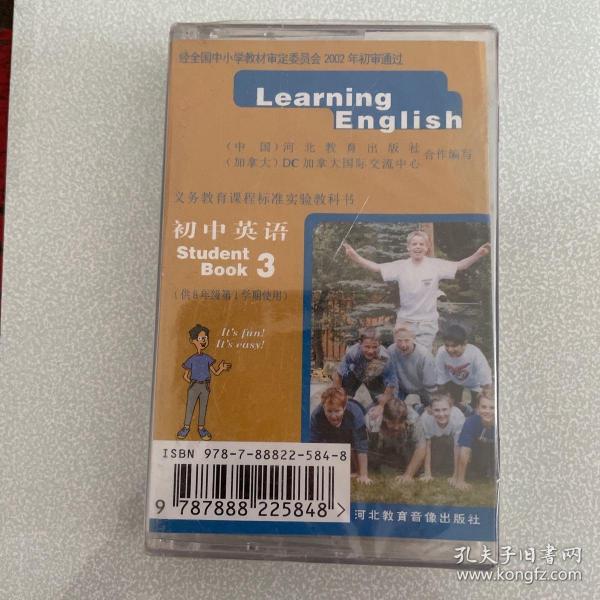 经全国中小学教材审定委员会 2002 年初审通过
Learning
English
(中 国)河 北 教 育 出 版 社
(加拿大)DC 加拿大国际交流中心
合作编写
义务教育课程标准实验教科书
初中英语
Student
Book 3
(供8年级第1学期使用)
It's fun!
It's easy!
ISBN 978-7-88822-584-8
9 787888 225848 >
河北教育音像出版社
孔夫子旧书网
www.kongfz.com